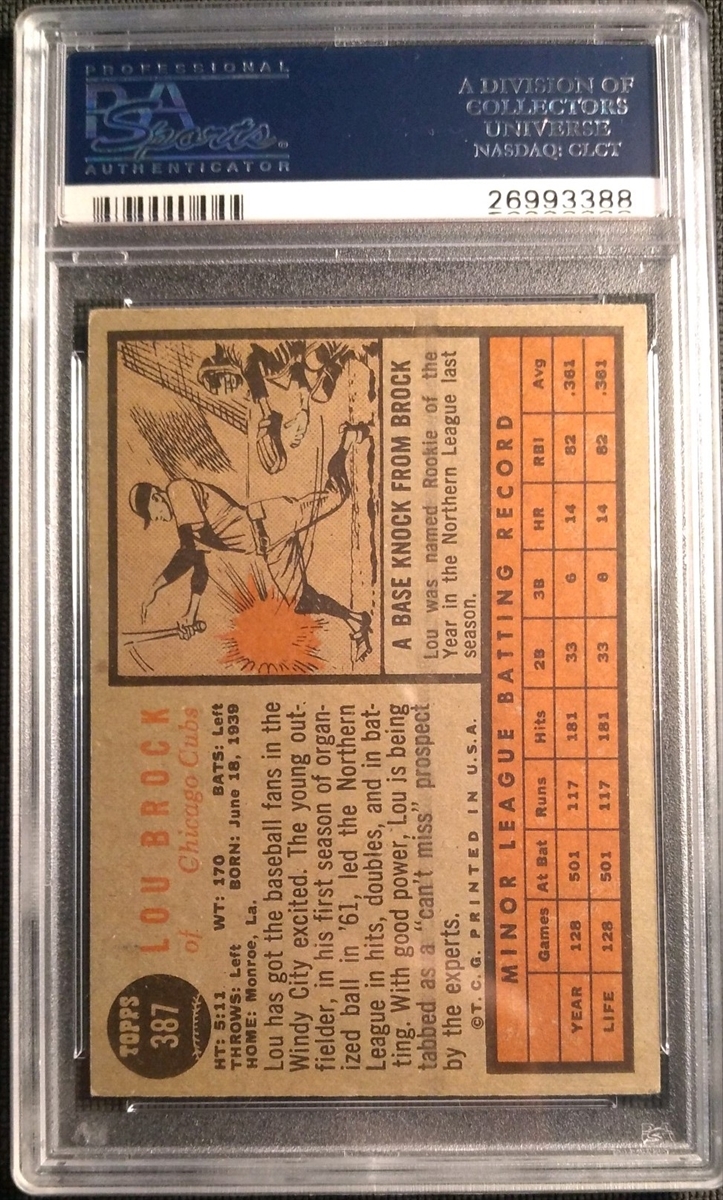 PROFESSIONAL
PSA
Sports
AUTHENTICATOR
A DIVISION OF
COLLECTORS
UNIVERSE
NASDAQ: CLCT
26993388
TOPPS
387
LOU BROCK
of Chicago Cubs
HT: 5:11 WT: 170 BATS: Left
THROWS: Left BORN: June 18, 1939
HOME: Monroe, La.
Lou has got the baseball fans in the
Windy City excited. The young out-
fielder, in his first season of organ-
ized ball in '61, led the Northern
League in hits, doubles, and in bat-
ting. With good power, Lou is being
tabbed as a "can't miss" prospect
by the experts.
©T.C.G. PRINTED IN U.S.A.
A BASE KNOCK FROM BROCK
Lou was named Rookie of the
Year in the Northern League last
season.
MINOR LEAGUE BATTING RECORD
Games At Bat Runs Hits 2B 3B HR RBI Avg
YEAR 128 501 117 181 33 6 14 82 .361
LIFE 128 501 117 181 33 6 14 82 .361